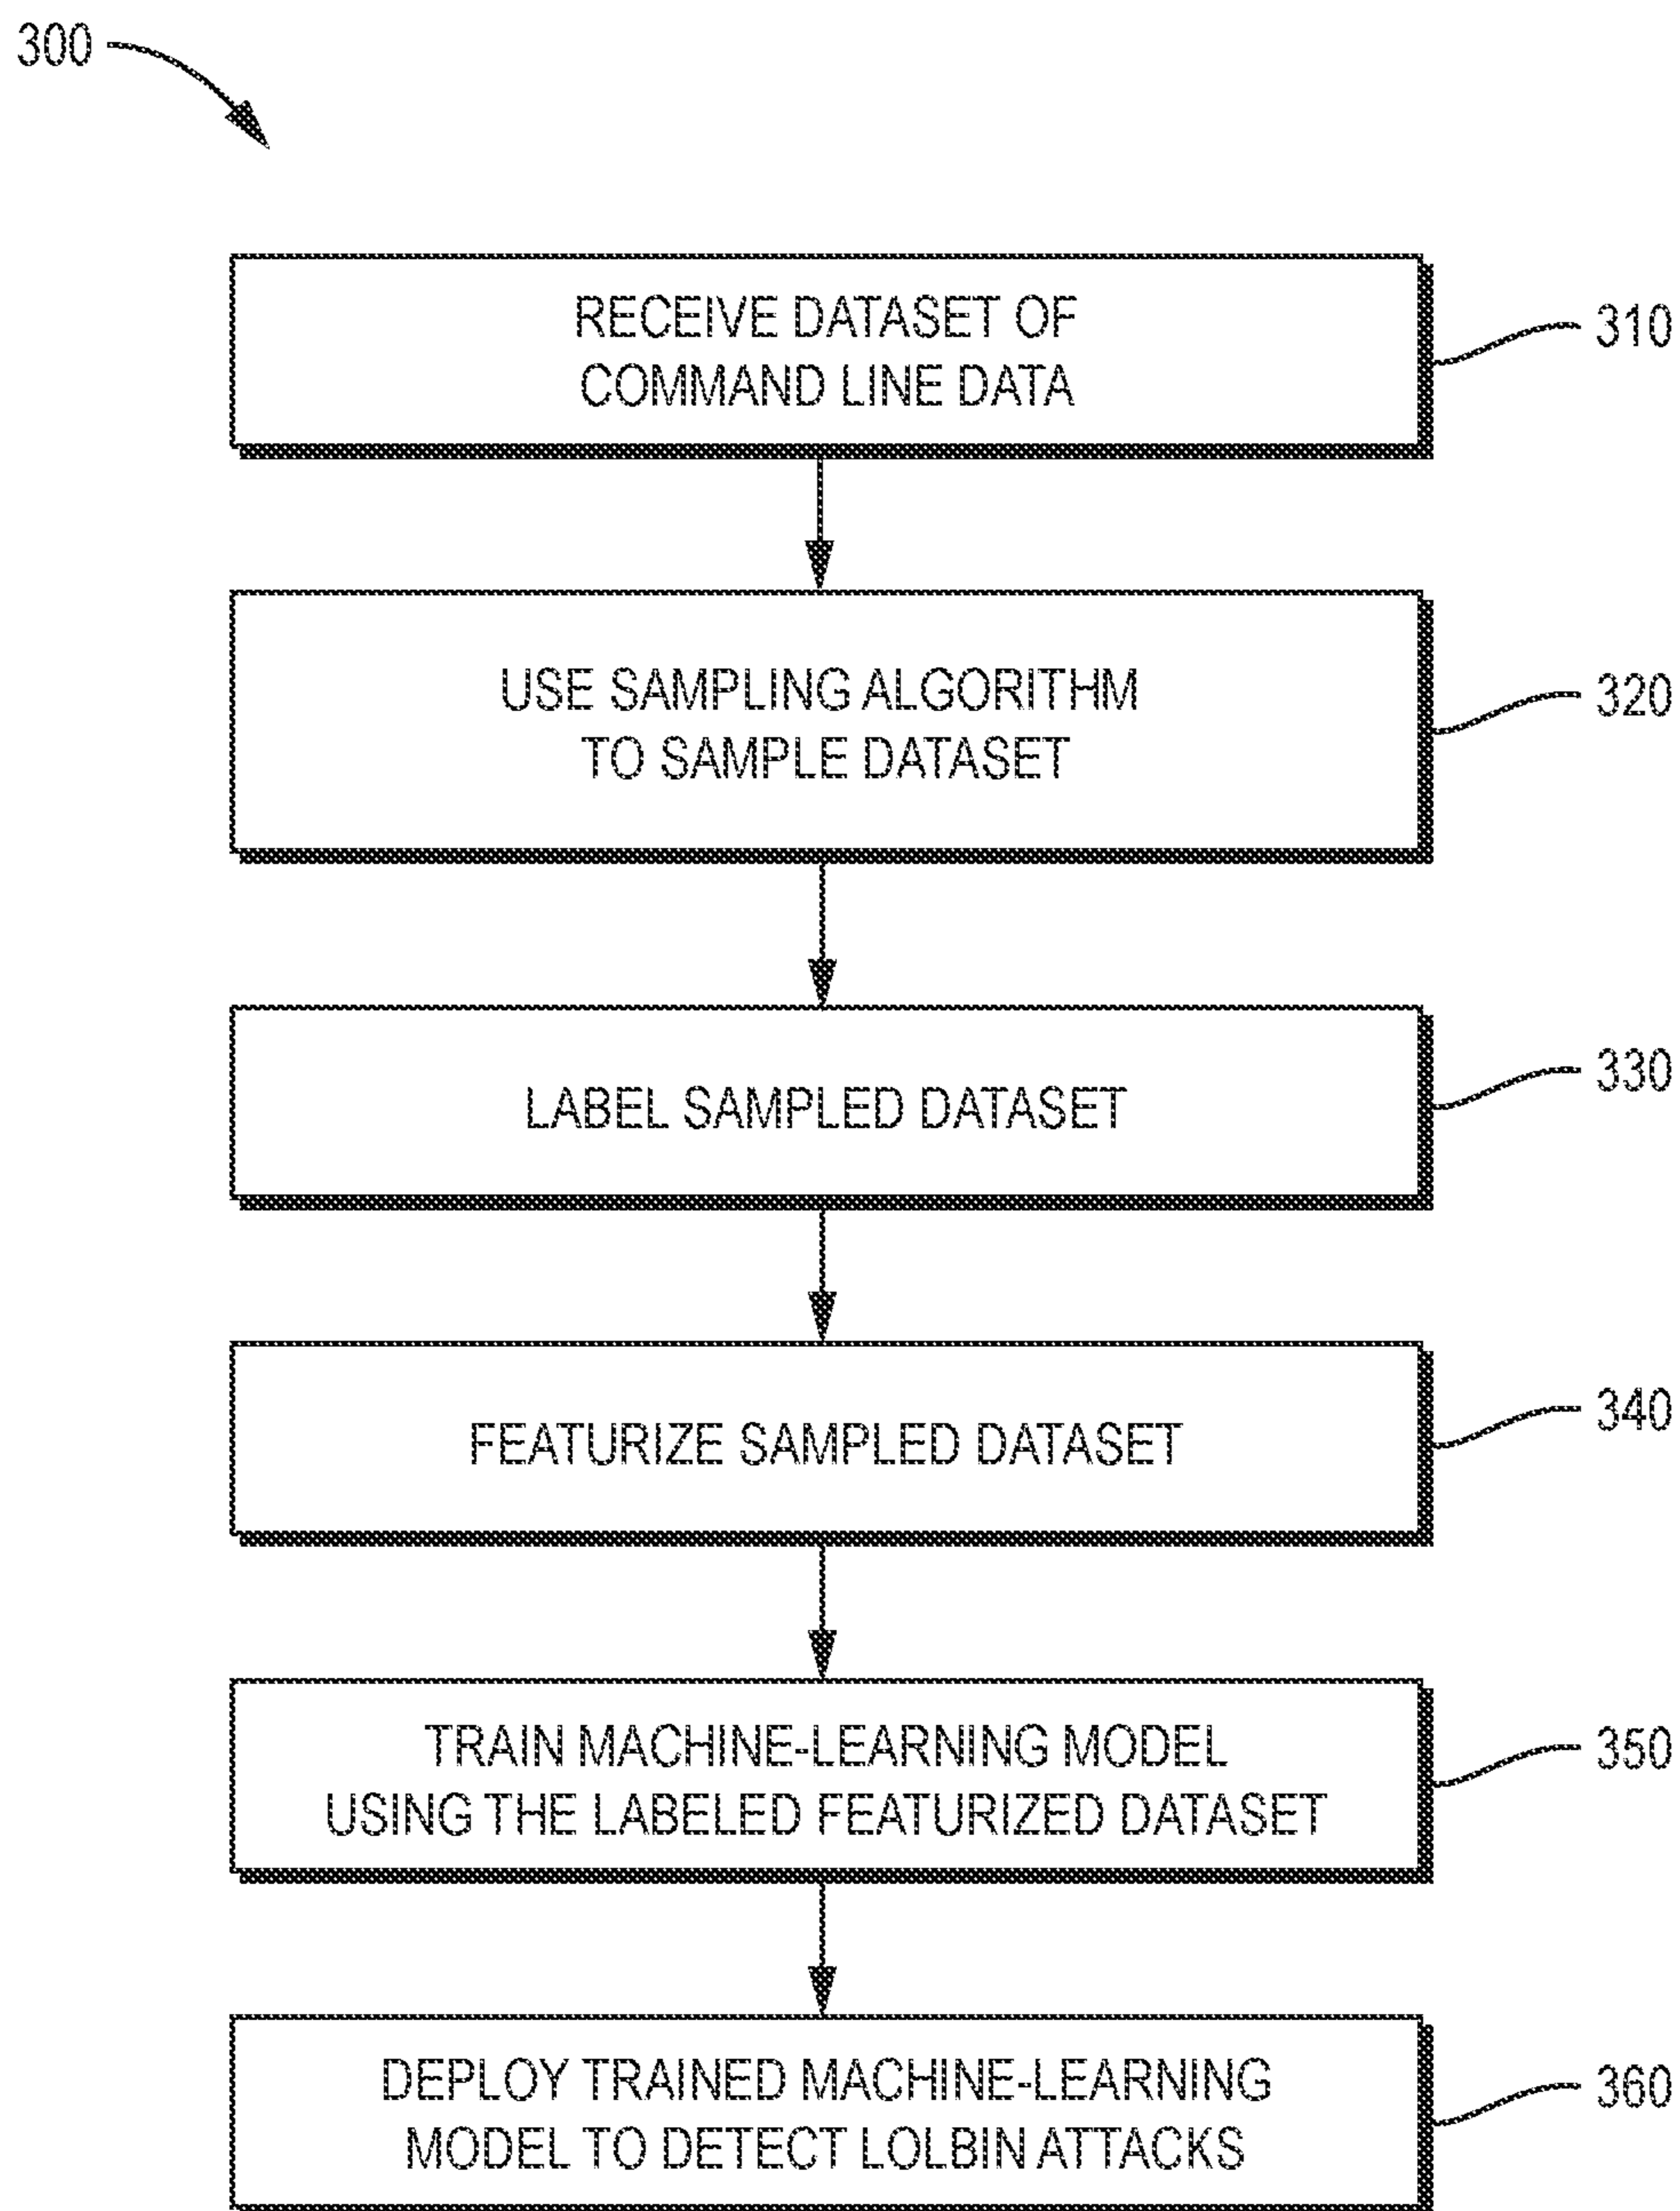 300
RECEIVE DATASET OF
COMMAND LINE DATA
310
USE SAMPLING ALGORITHM
TO SAMPLE DATASET
320
LABEL SAMPLED DATASET
330
FEATURIZE SAMPLED DATASET
340
TRAIN MACHINE-LEARNING MODEL
USING THE LABELED FEATURIZED DATASET
350
DEPLOY TRAINED MACHINE-LEARNING
MODEL TO DETECT LOLBIN ATTACKS
360